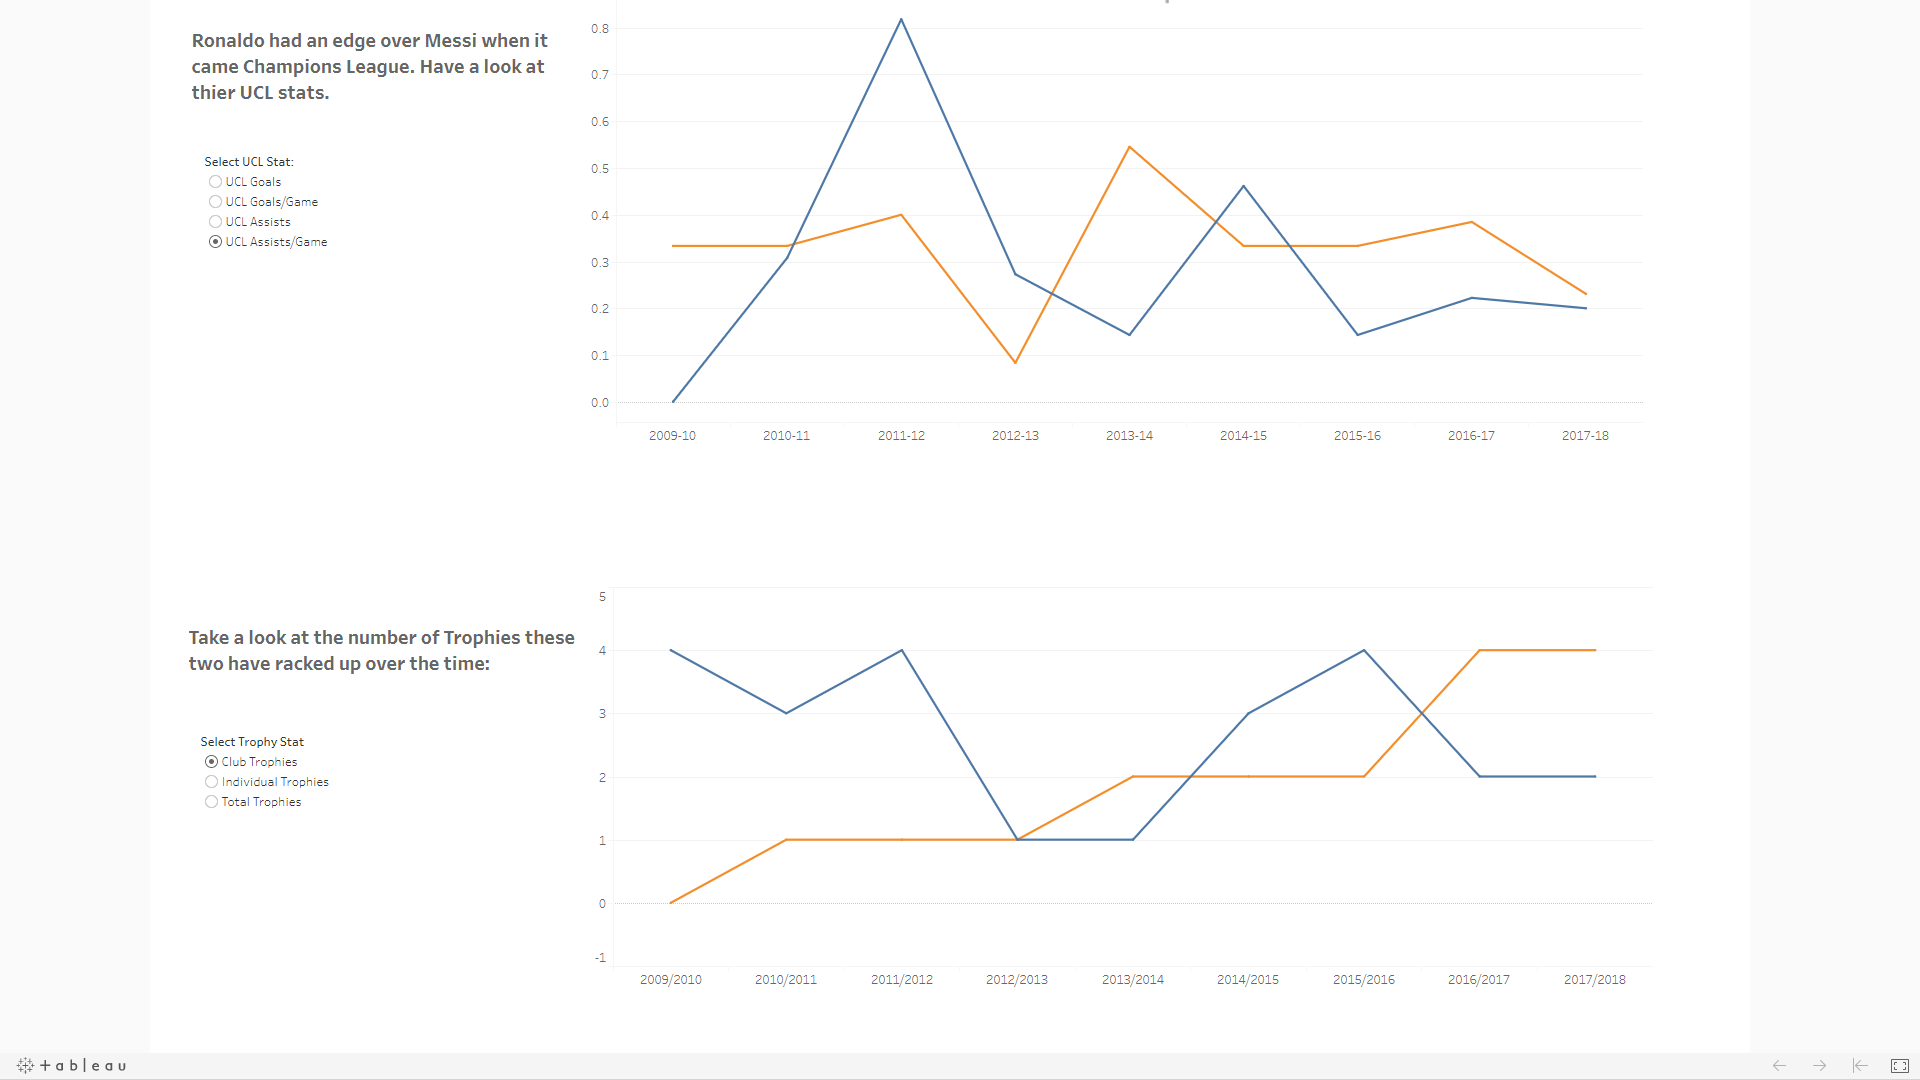 Ronaldo had an edge over Messi when it
came Champions League. Have a look at
thier UCL stats.
Select UCL Stat:
UCL Goals
UCL Goals/Game
UCL Assists
UCL Assists/Game
0.8
0.7
0.6
0.5
0.4
0.3
0.2
0.1
0.0
2009-10 2010-11 2011-12 2012-13 2013-14 2014-15 2015-16 2016-17 2017-18
Take a look at the number of Trophies these
two have racked up over the time:
Select Trophy Stat
Club Trophies
Individual Trophies
Total Trophies
5
4
3
2
1
0
-1
2009/2010 2010/2011 2011/2012 2012/2013 2013/2014 2014/2015 2015/2016 2016/2017 2017/2018
+ableau